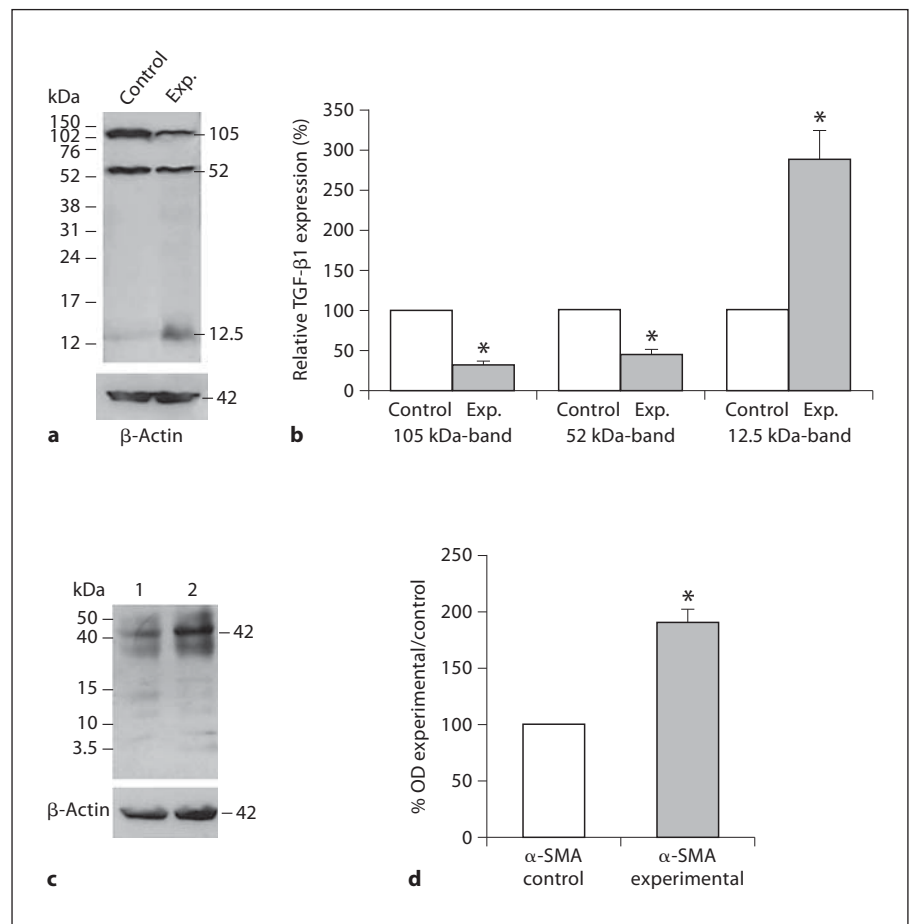 Control Exp.
kDa
150
102
76
52
38
31
24
17
12
105
52
12.5
42
β-Actin
a
Relative TGF-β1 expression (%)
350
300
250
200
150
100
50
0
*
*
*
Control Exp.
105 kDa-band
Control Exp.
52 kDa-band
Control Exp.
12.5 kDa-band
b
kDa 1 2
50
40
15
10
3.5
42
β-Actin
42
c
% OD experimental/control
250
200
150
100
50
0
*
α-SMA
control
α-SMA
experimental
d